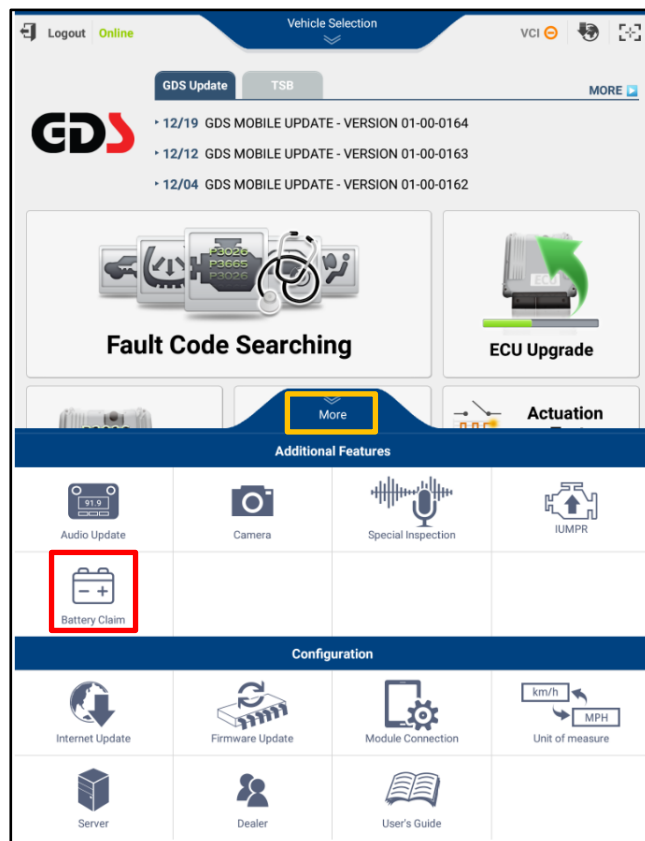 Logout Online
Vehicle Selection
VCI
GDS Update
TSB
MORE
GDS
12/19 GDS MOBILE UPDATE - VERSION 01-00-0164
12/12 GDS MOBILE UPDATE - VERSION 01-00-0163
12/04 GDS MOBILE UPDATE - VERSION 01-00-0162
P3020
P3665
P3026
ECU
Fault Code Searching
ECU Upgrade
More
Actuation
Additional Features
91.9
Audio Update
Camera
Special Inspection
IUMPR
Battery Claim
Configuration
km/h
MPH
Internet Update
Firmware Update
Module Connection
Unit of measure
Server
Dealer
User's Guide